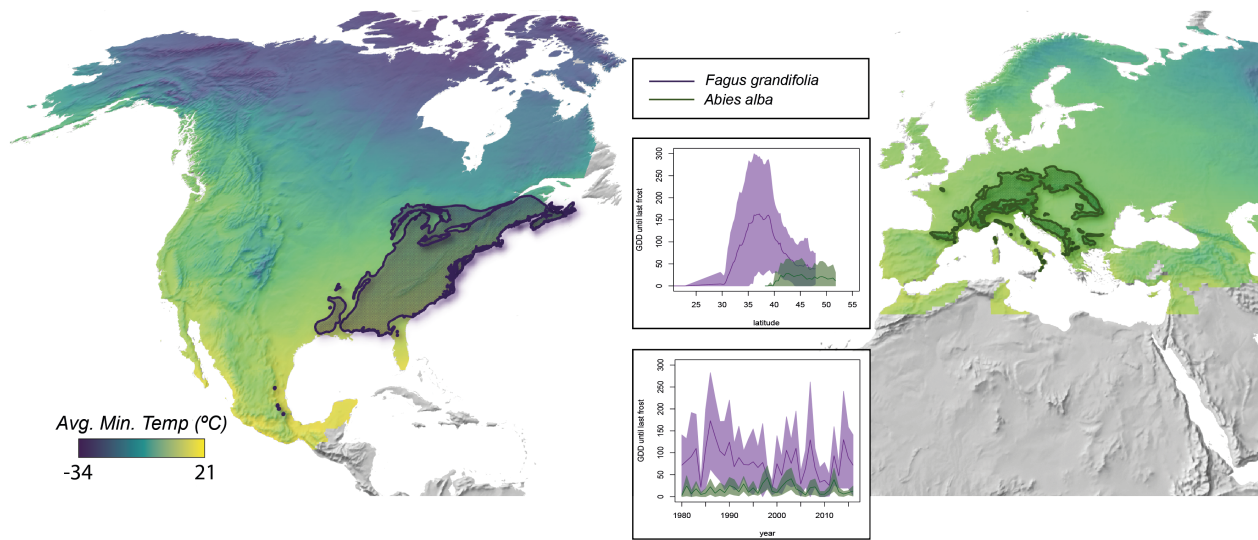 Fagus grandifolia
Abies alba
GDD until last frost
0
50
100
150
200
250
300
25 30 35 40 45 50 55
latitude
GDD until last frost
0
50
100
150
200
250
300
1980 1990 2000 2010
year
Avg. Min. Temp (ºC)
-34 21